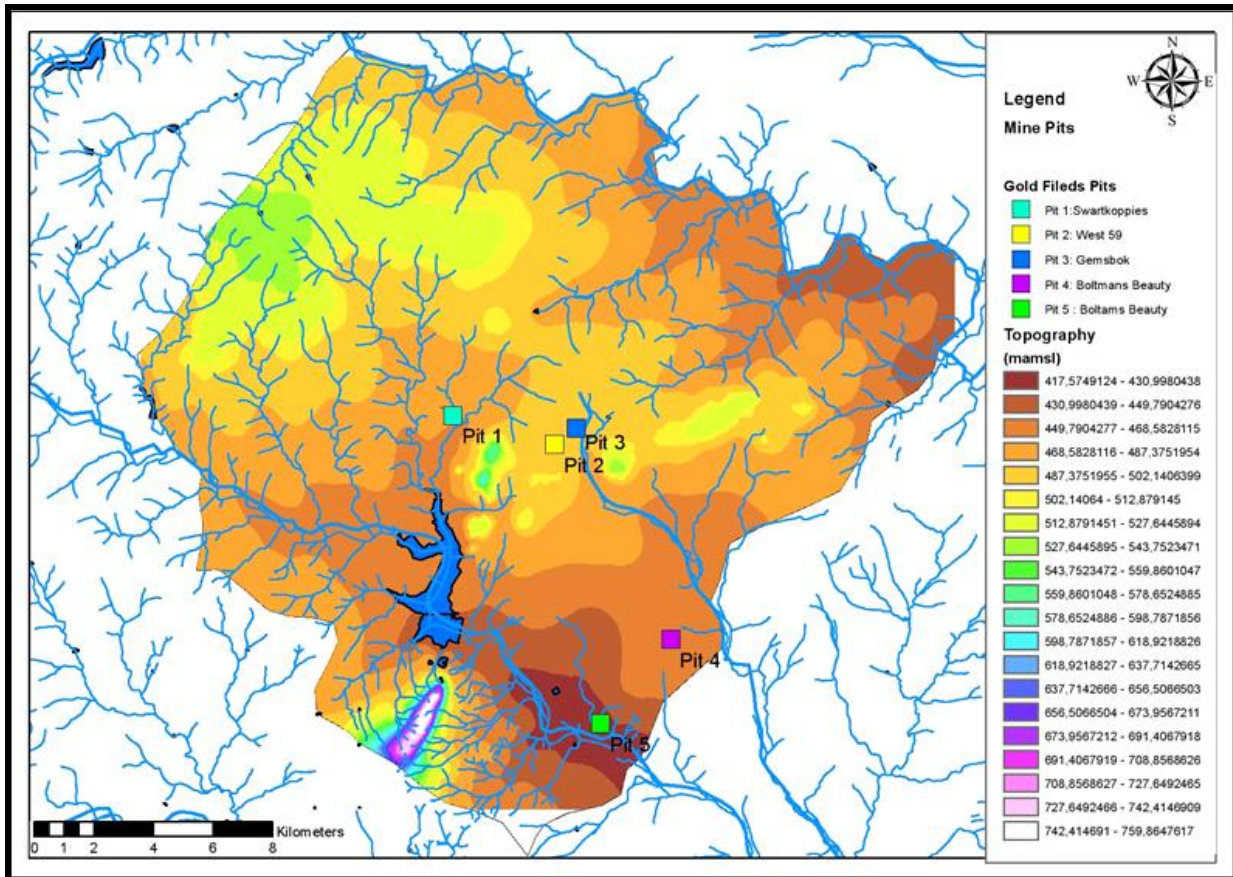 N
W E
S
Legend
Mine Pits
Gold Fileds Pits
Pit 1:Swartkoppies
Pit 2: West 59
Pit 3: Gemsbok
Pit 4: Boltmans Beauty
Pit 5 : Boltams Beauty
Topography
(mamsl)
417,5749124 - 430,9980438
430,9980439 - 449,7904276
449,7904277 - 468,5828115
468,5828116 - 487,3751954
487,3751955 - 502,1406399
502,14064 - 512,879145
512,8791451 - 527,6445894
527,6445895 - 543,7523471
543,7523472 - 559,8601047
559,8601048 - 578,6524885
578,6524886 - 598,7871856
598,7871857 - 618,9218826
618,9218827 - 637,7142665
637,7142666 - 656,5066503
656,5066504 - 673,9567211
673,9567212 - 691,4067918
691,4067919 - 708,8568626
708,8568627 - 727,6492465
727,6492466 - 742,4146909
742,414691 - 759,8647617
Pit 1
Pit 3
Pit 2
Pit 4
Pit 5
Kilometers
0 1 2 4 6 8